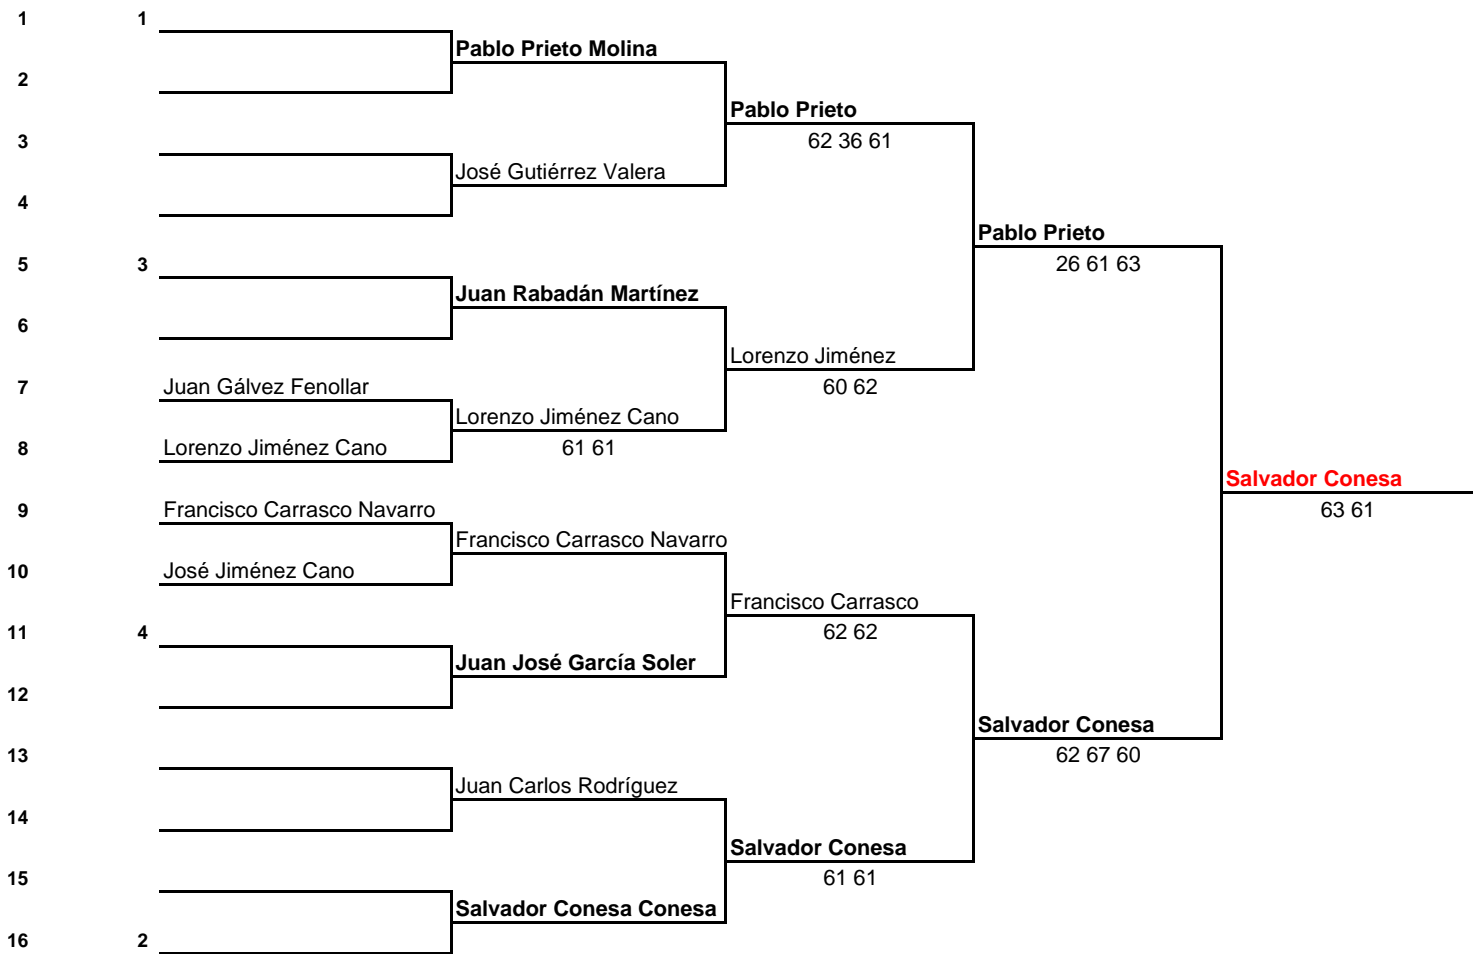 1 1
Pablo Prieto Molina
2
Pablo Prieto
3
62 36 61
José Gutiérrez Valera
4
Pablo Prieto
5 3
26 61 63
Juan Rabadán Martínez
6
Lorenzo Jiménez
7 Juan Gálvez Fenollar
60 62
Lorenzo Jiménez Cano
8 Lorenzo Jiménez Cano
61 61
Salvador Conesa
9 Francisco Carrasco Navarro
63 61
Francisco Carrasco Navarro
10 José Jiménez Cano
Francisco Carrasco
11 4
62 62
Juan José García Soler
12
Salvador Conesa
13
62 67 60
Juan Carlos Rodríguez
14
Salvador Conesa
15
61 61
Salvador Conesa Conesa
16 2